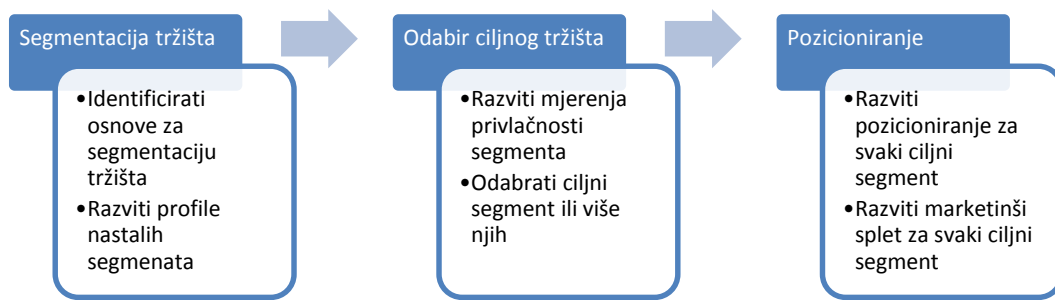 Segmentacija tržišta
•Identificirati
osnove za
segmentaciju
tržišta
•Razviti profile
nastalih
segmenata
Odabir ciljnog tržišta
•Razviti mjerenja
privlačnosti
segmenta
•Odabrati ciljni
segment ili više
njih
Pozicioniranje
•Razviti
pozicioniranje za
svaki ciljni
segment
•Razviti marketinši
splet za svaki ciljni
segment